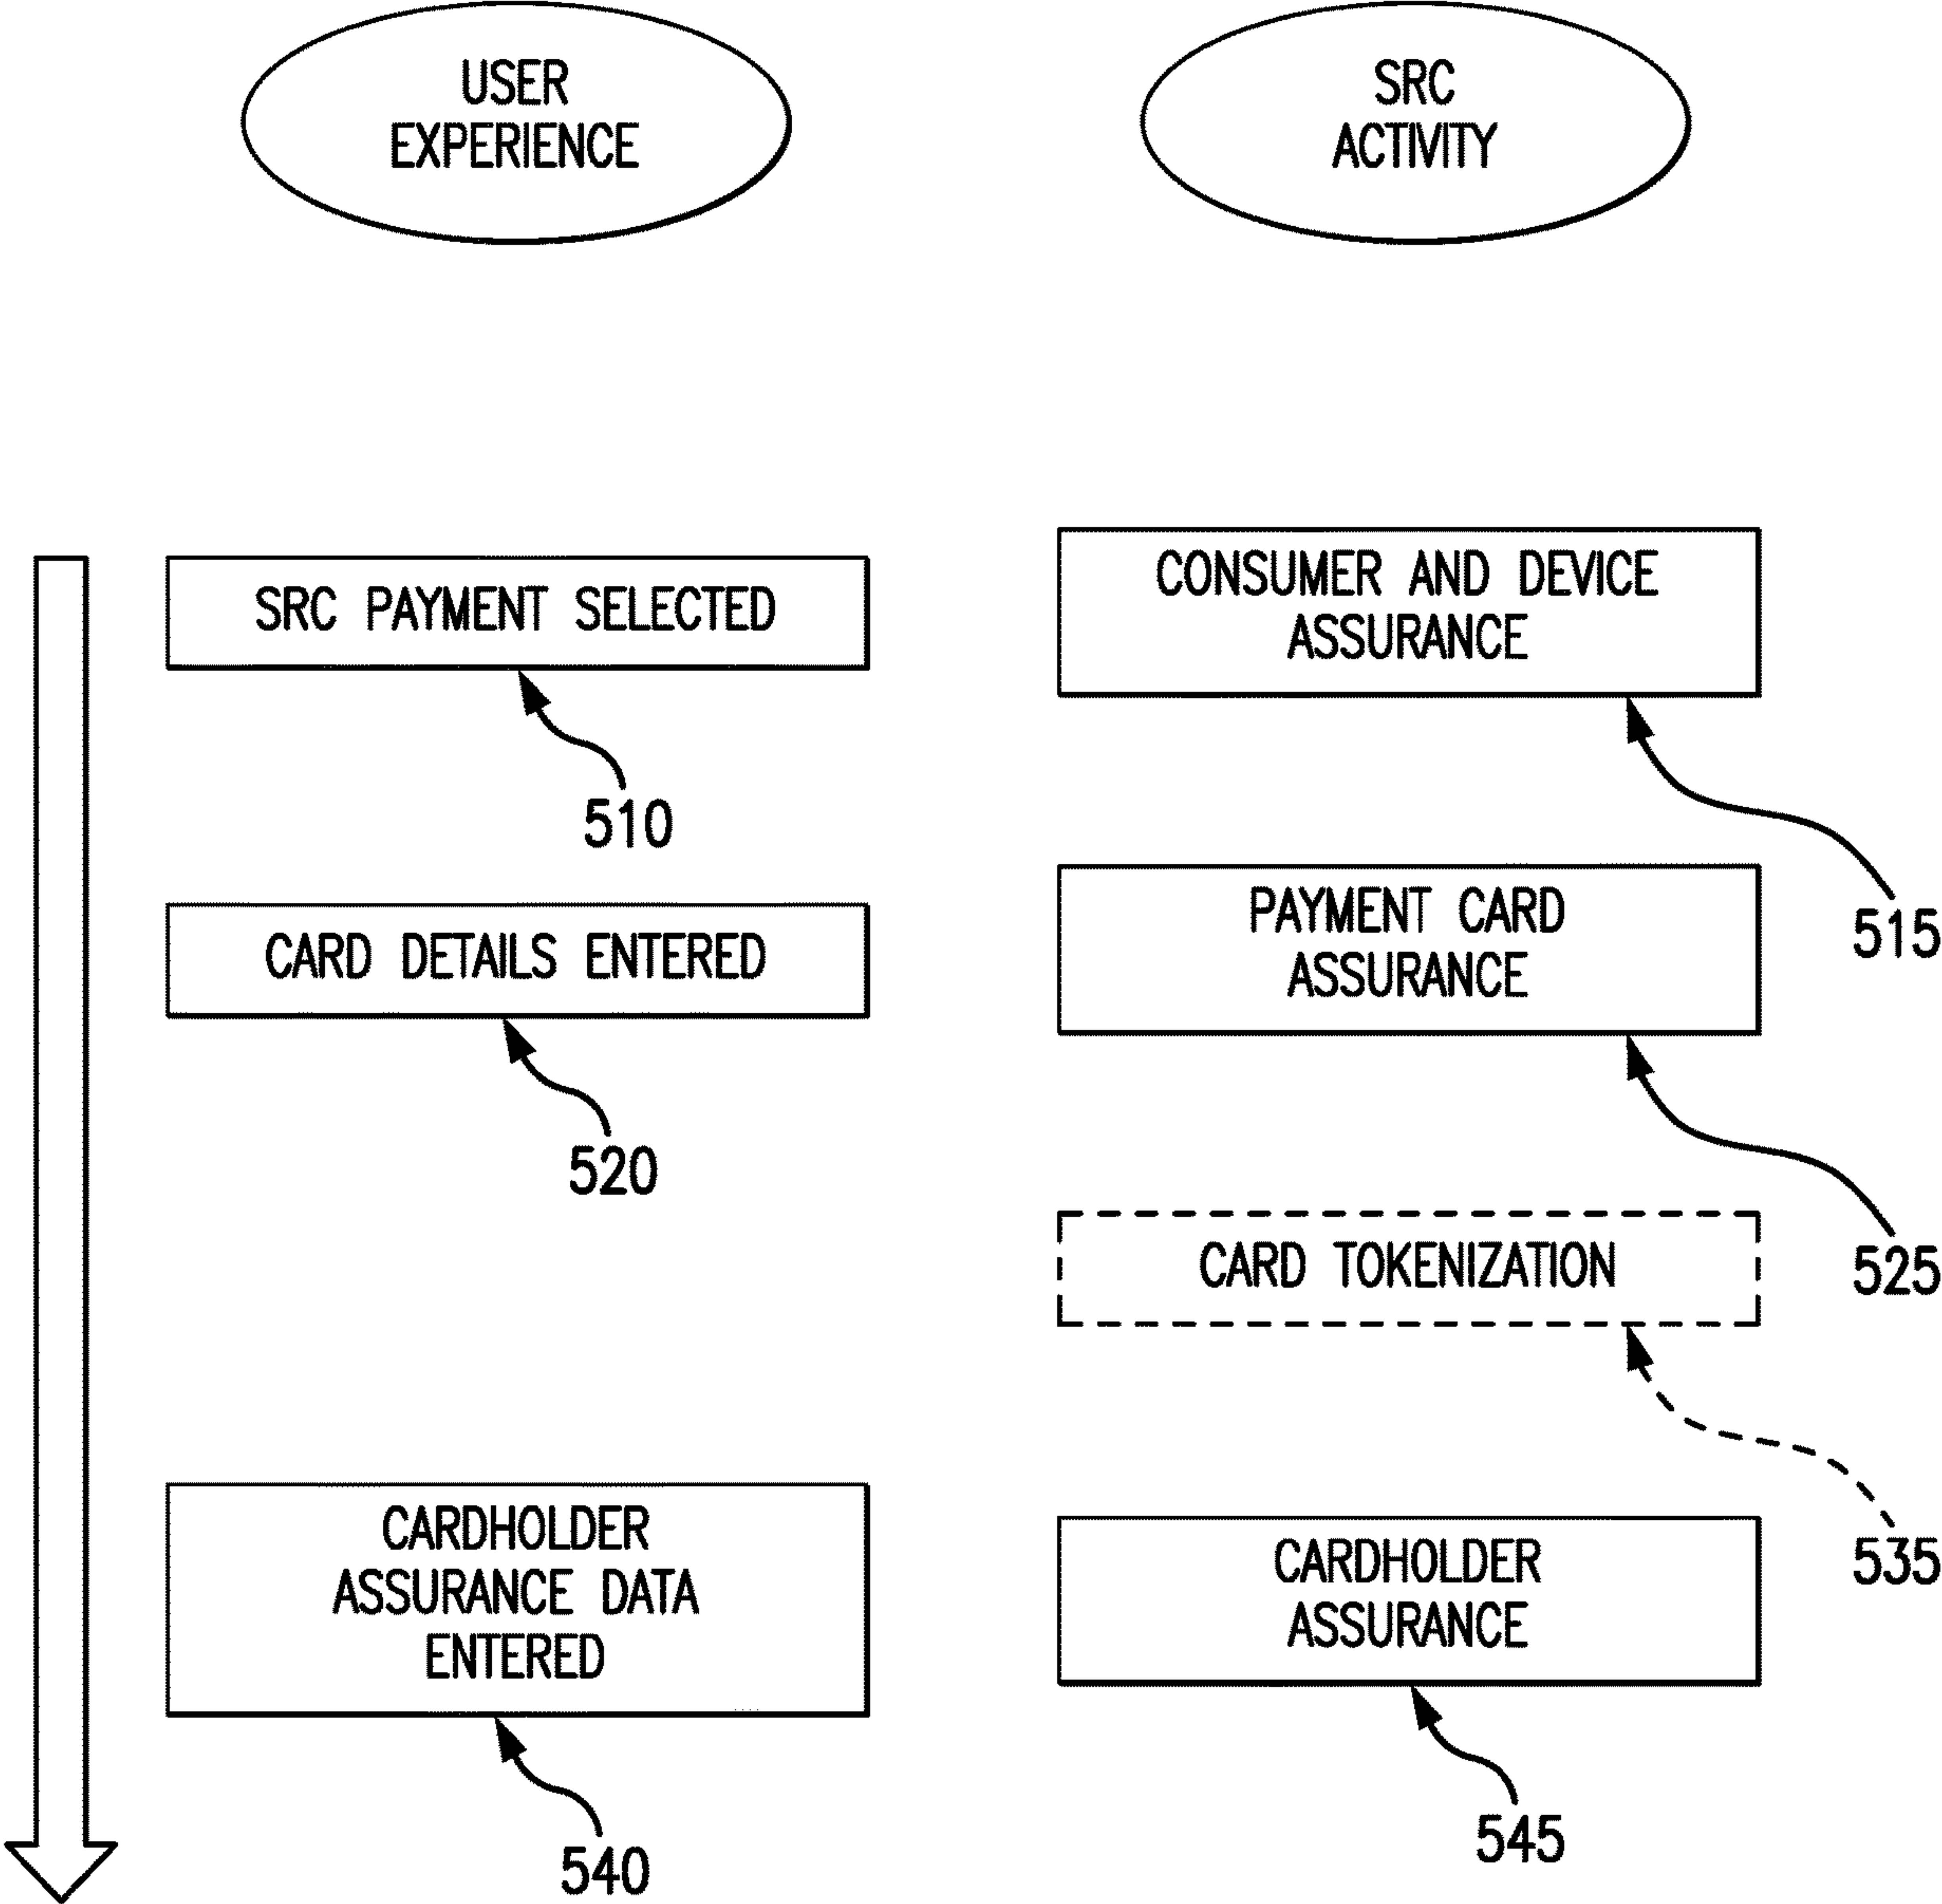 USER
EXPERIENCE
SRC
ACTIVITY
SRC PAYMENT SELECTED
510
CONSUMER AND DEVICE
ASSURANCE
515
CARD DETAILS ENTERED
520
PAYMENT CARD
ASSURANCE
525
CARD TOKENIZATION
535
CARDHOLDER
ASSURANCE DATA
ENTERED
540
CARDHOLDER
ASSURANCE
545